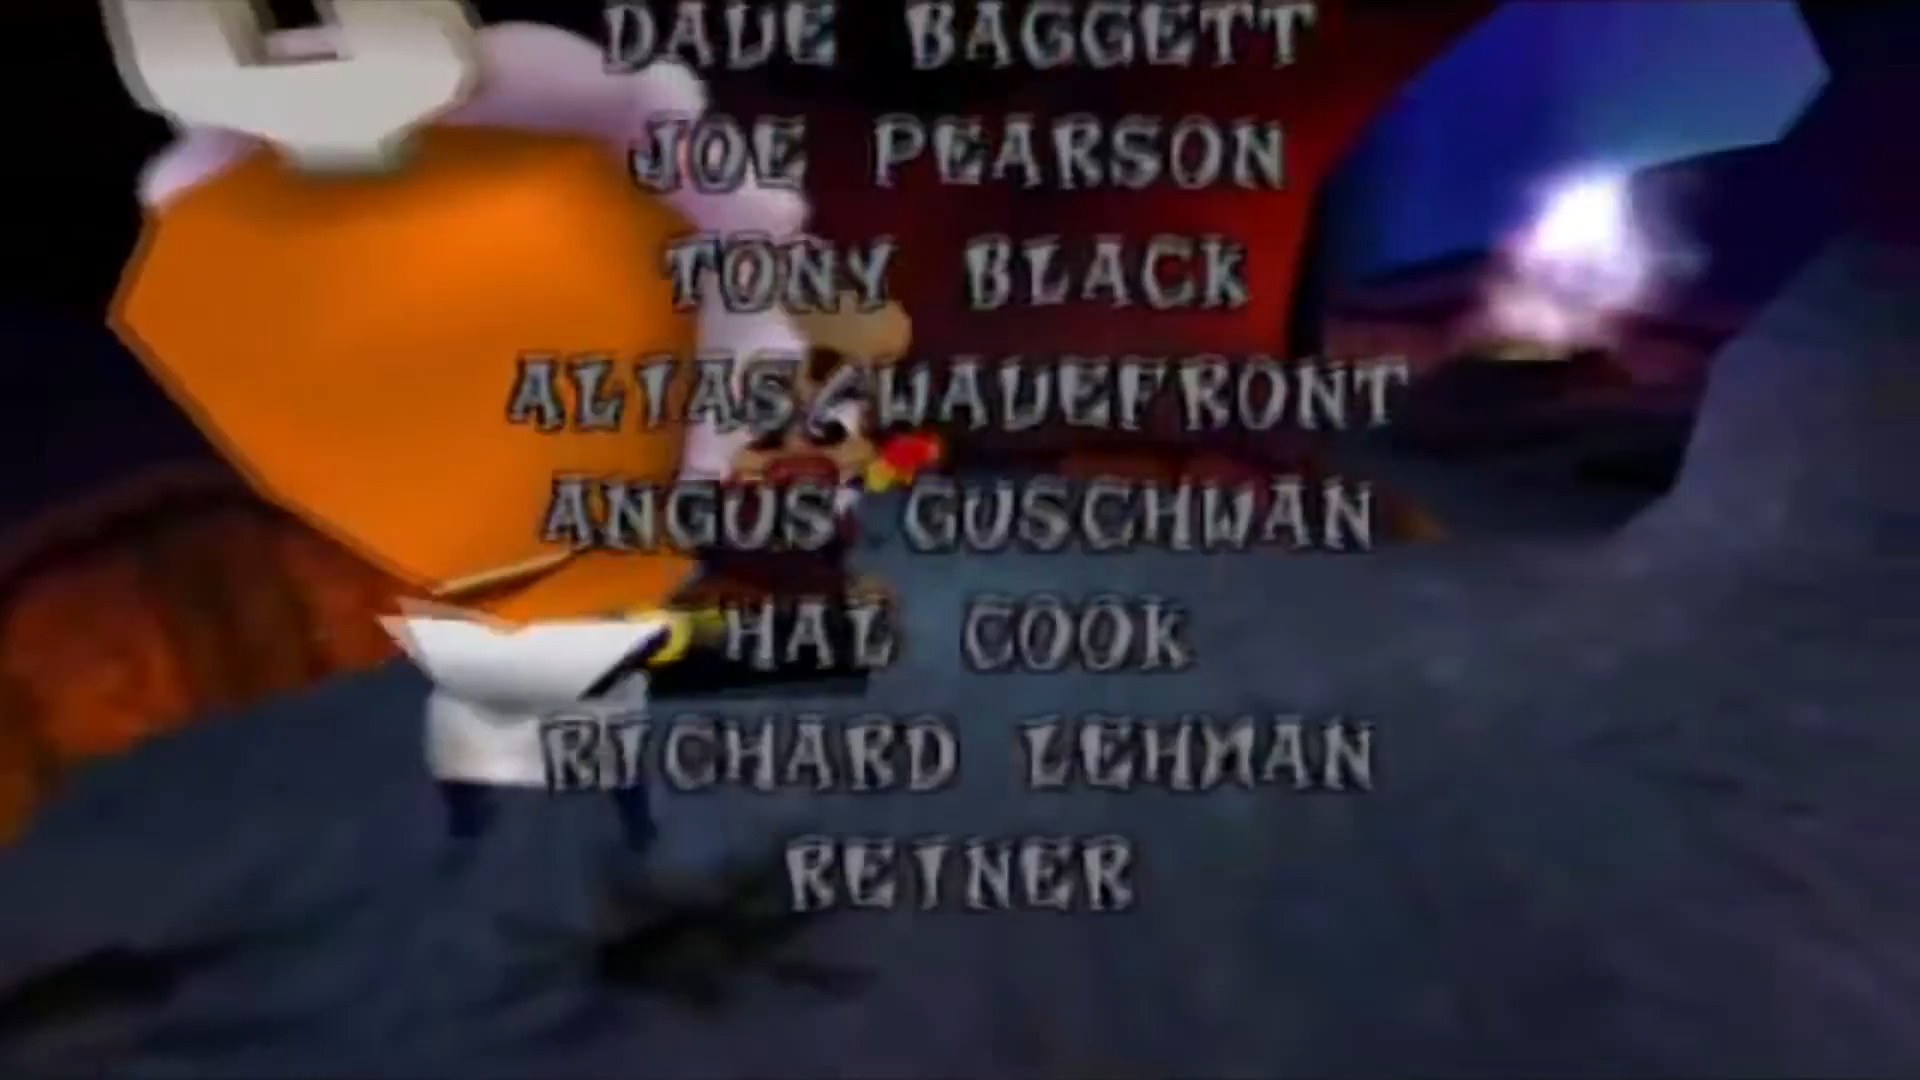 DAVE BAGGETT
JOE PEARSON
TONY BLACK
ALIAS/WAVEFRONT
ANGUS GUSCHWAN
HAL COOK
RICHARD LEHMAN
REINER